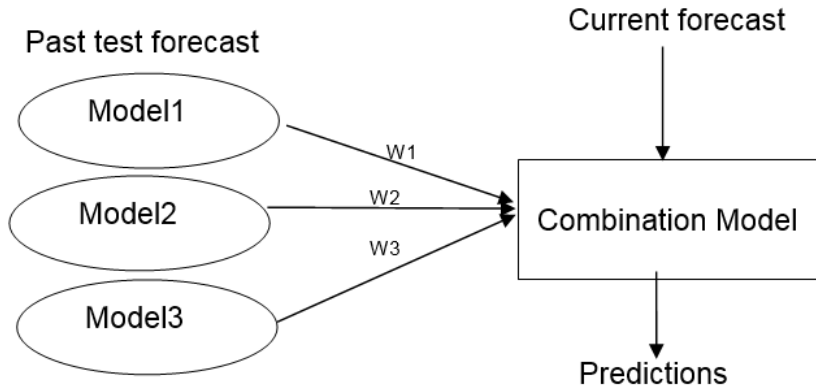 Past test forecast
Current forecast
Model1
W1
Model2
W2
Combination Model
W3
Model3
Predictions